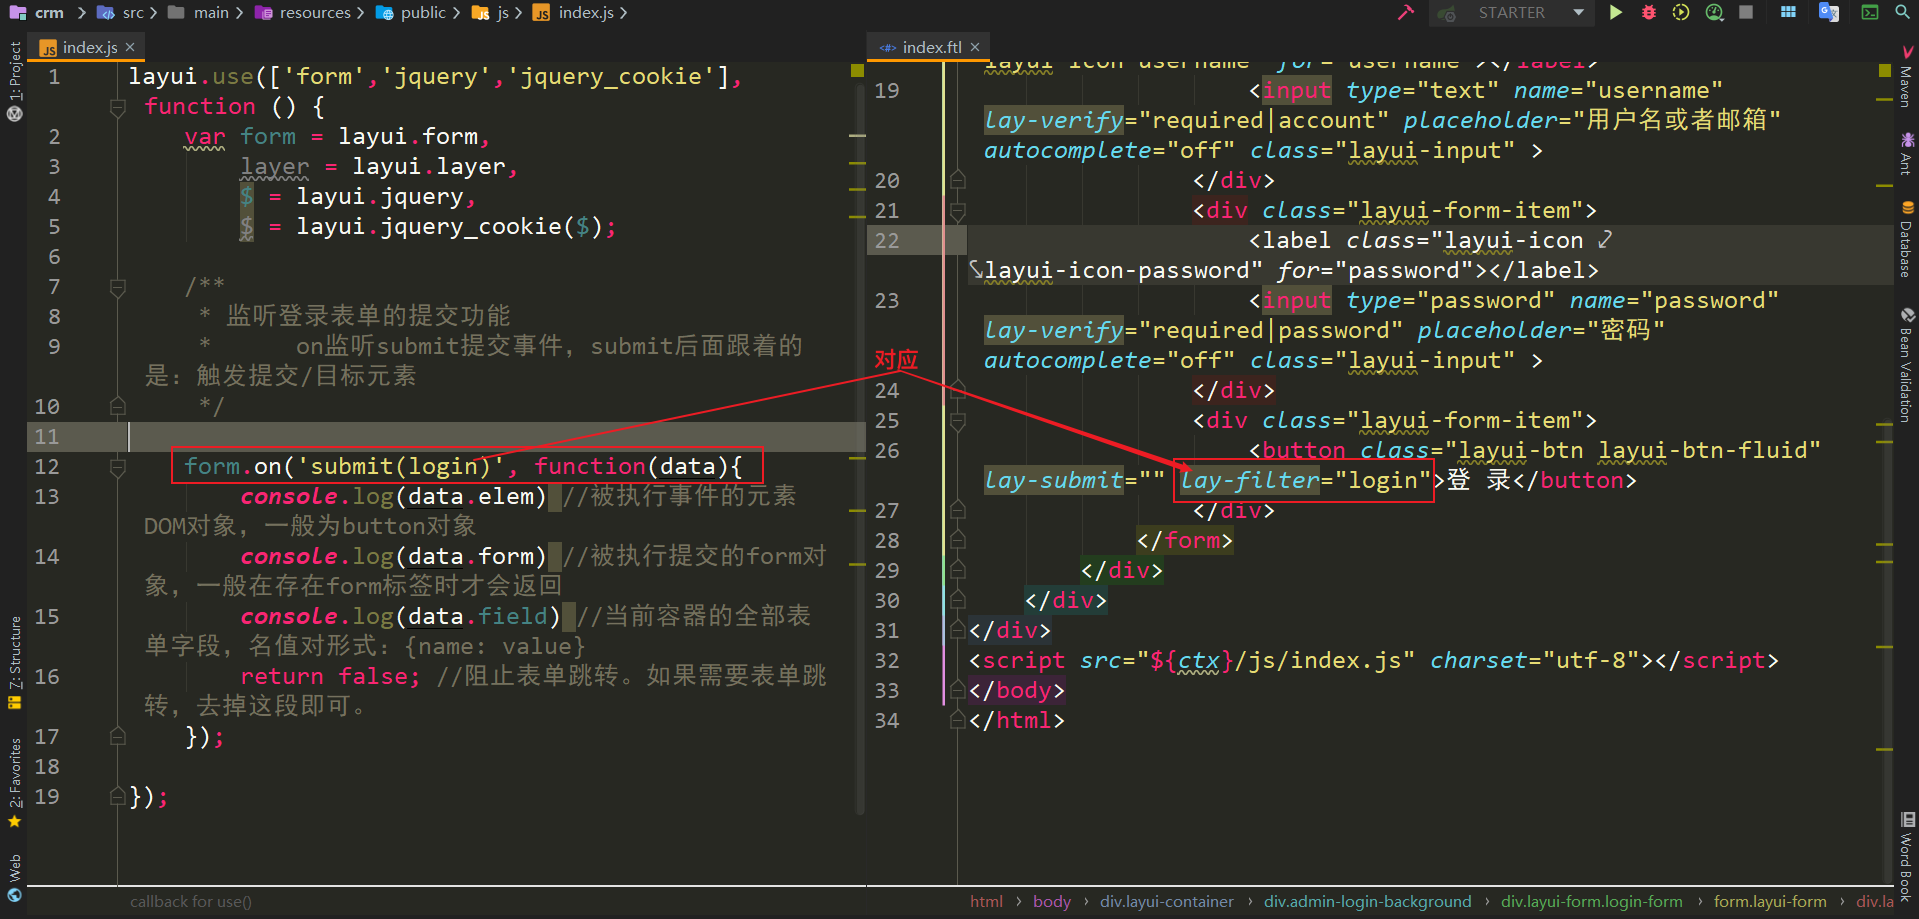 crm > src > main > resources > public > js > index.js >
STARTER
1: Project
7: Structure
2: Favorites
Web
index.js ×
1 layui.use(['form','jquery','jquery_cookie'],
function () {
2 var form = layui.form,
3 layer = layui.layer,
4 $ = layui.jquery,
5 $ = layui.jquery_cookie($);
6
7 /**
8 * 监听登录表单的提交功能
9 * on监听submit提交事件，submit后面跟着的
是：触发提交/目标元素
10 */
11
12 form.on('submit(login)', function(data){
13 console.log(data.elem) //被执行事件的元素
DOM对象，一般为button对象
14 console.log(data.form) //被执行提交的form对
象，一般在存在form标签时才会返回
15 console.log(data.field) //当前容器的全部表
单字段，名值对形式：{name: value}
16 return false; //阻止表单跳转。如果需要表单跳
转，去掉这段即可。
17 });
18
19 });
callback for use()
对应
index.ftl ×
layui-icon-username" for="username"></label>
19 <input type="text" name="username"
lay-verify="required|account" placeholder="用户名或者邮箱"
autocomplete="off" class="layui-input" >
20 </div>
21 <div class="layui-form-item">
22 <label class="layui-icon
layui-icon-password" for="password"></label>
23 <input type="password" name="password"
lay-verify="required|password" placeholder="密码"
autocomplete="off" class="layui-input" >
24 </div>
25 <div class="layui-form-item">
26 <button class="layui-btn layui-btn-fluid"
lay-submit="" lay-filter="login">登 录</button>
27 </div>
28 </form>
29 </div>
30 </div>
31 </div>
32 <script src="${ctx}/js/index.js" charset="utf-8"></script>
33 </body>
34 </html>
html > body > div.layui-container > div.admin-login-background > div.layui-form.login-form > form.layui-form > div.la
Maven
Ant
Database
Bean Validation
Word Book